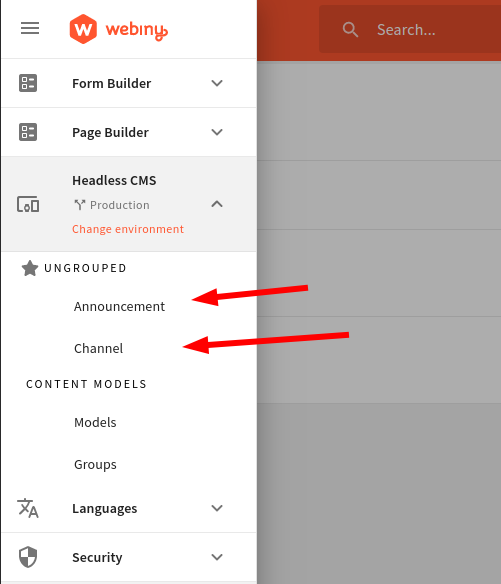 webiny
Search...
Form Builder
Page Builder
Headless CMS
Production
Change environment
UNGROUPED
Announcement
Channel
CONTENT MODELS
Models
Groups
Languages
Security